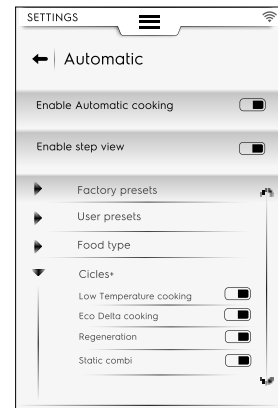 SETTINGS
Automatic
Enable Automatic cooking
Enable step view
Factory presets
User presets
Food type
Cicles+
Low Temperature cooking
Eco Delta cooking
Regeneration
Static combi